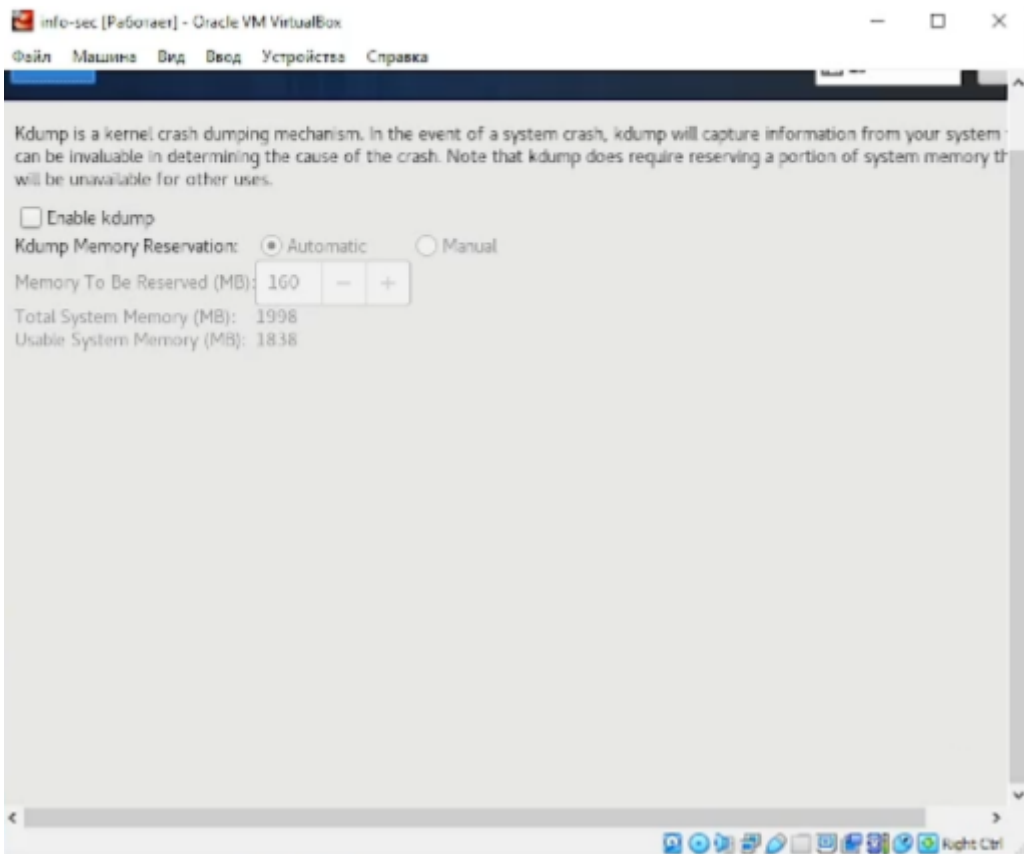 info-sec [Работает] - Oracle VM VirtualBox
Файл Машина Вид Ввод Устройства Справка
Kdump is a kernel crash dumping mechanism. In the event of a system crash, kdump will capture information from your system
can be invaluable in determining the cause of the crash. Note that kdump does require reserving a portion of system memory th
will be unavailable for other uses.
Enable kdump
Kdump Memory Reservation: Automatic Manual
Memory To Be Reserved (MB): 160 − +
Total System Memory (MB): 1998
Usable System Memory (MB): 1838
Right Ctrl